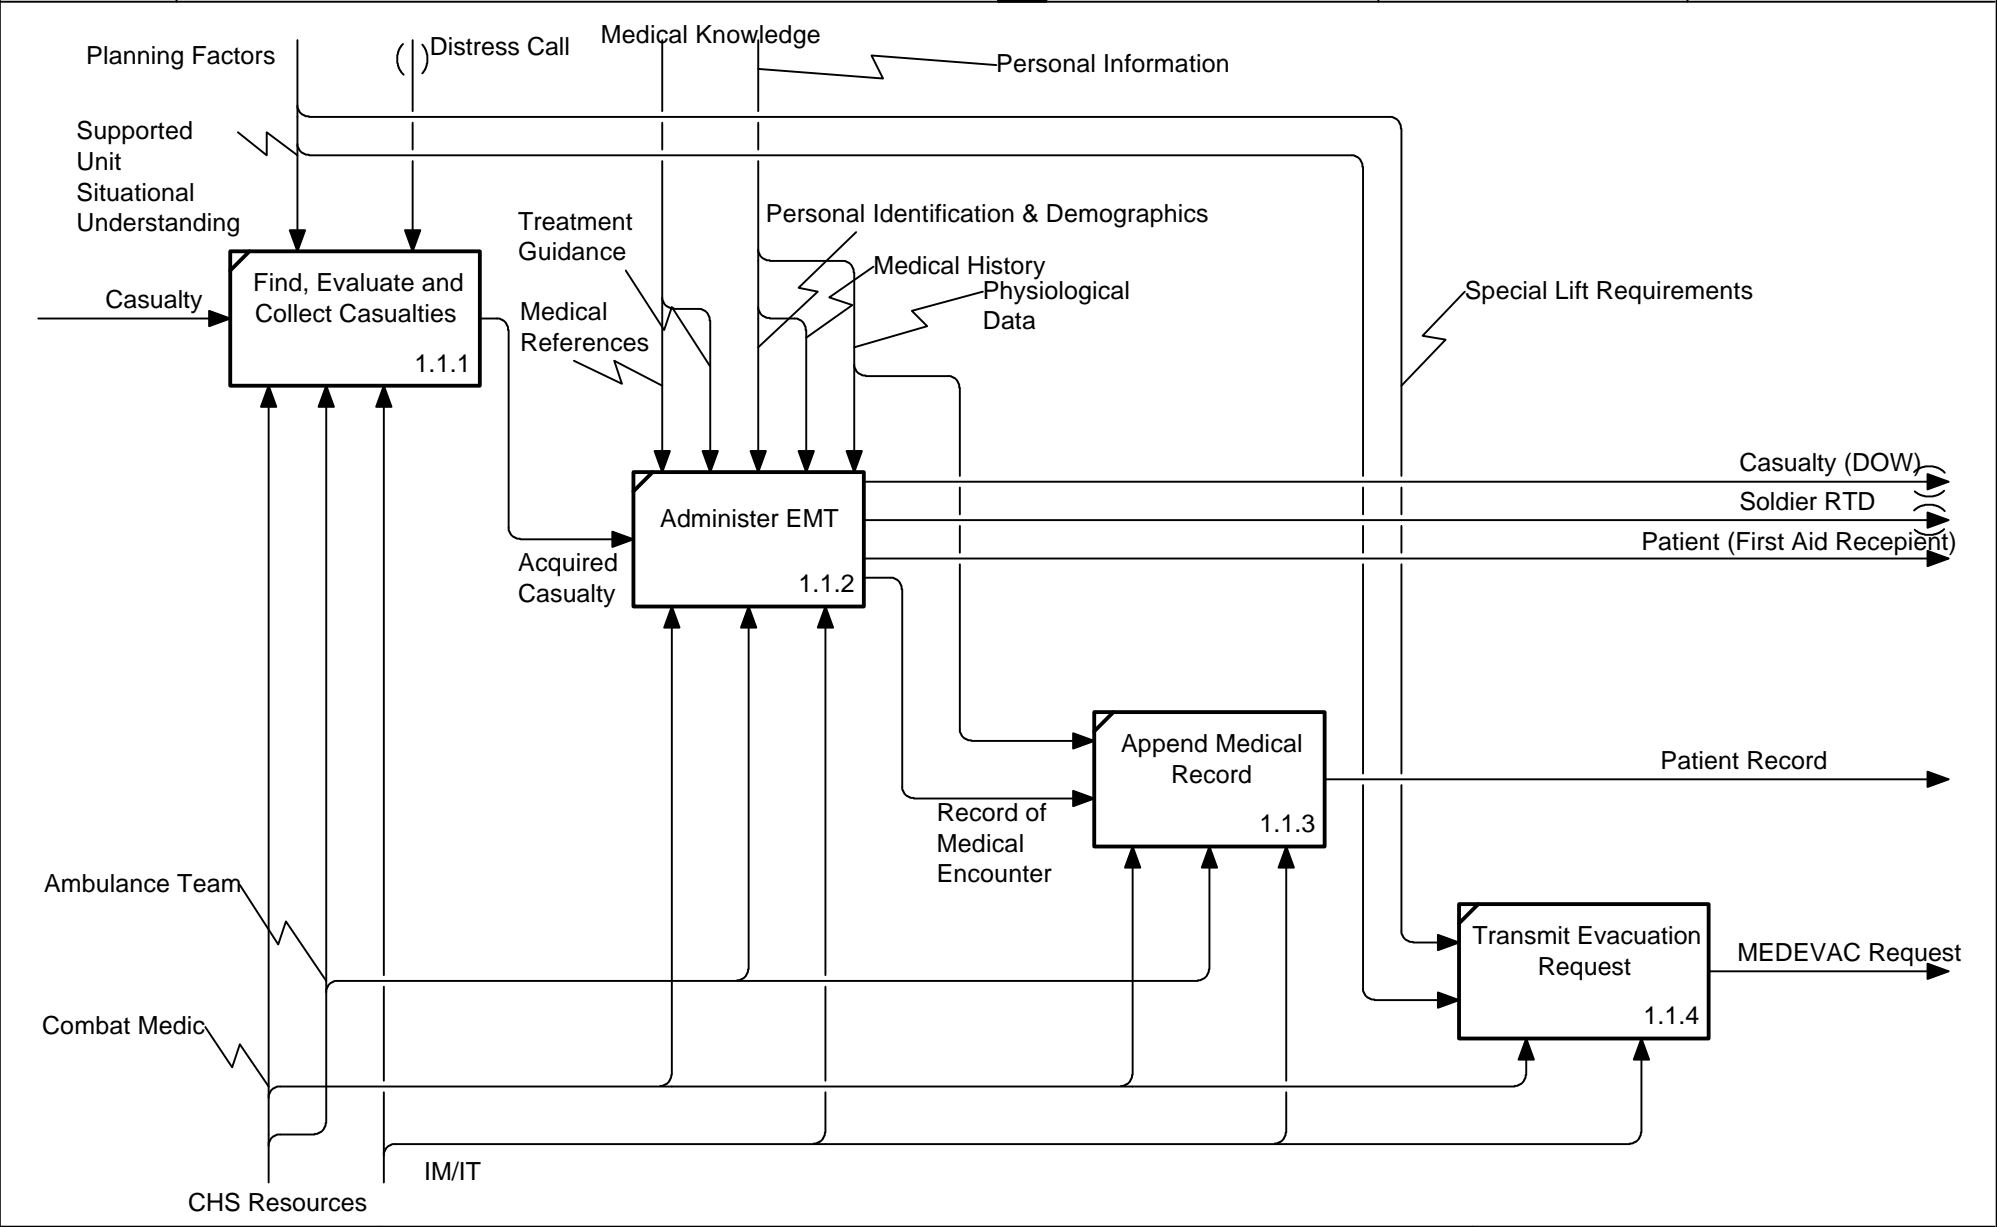 Planning Factors
Distress Call
Medical Knowledge
Personal Information
Supported
Unit
Situational
Understanding
Treatment
Guidance
Personal Identification & Demographics
Medical History
Physiological
Data
Special Lift Requirements
Casualty
Find, Evaluate and
Collect Casualties
1.1.1
Medical
References
Casualty (DOW)
Soldier RTD
Patient (First Aid Recepient)
Administer EMT
1.1.2
Acquired
Casualty
Append Medical
Record
1.1.3
Patient Record
Record of
Medical
Encounter
Ambulance Team
Transmit Evacuation
Request
1.1.4
MEDEVAC Request
Combat Medic
IM/IT
CHS Resources